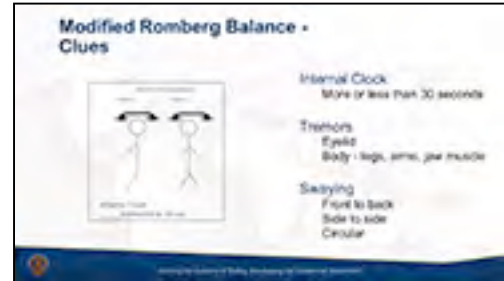 Modified Romberg Balance -
Clues
Internal Clock
More or less than 30 seconds
Tremors
Eyelid
Body - legs, arms, jaw muscle
Swaying
Front to back
Side to side
Circular